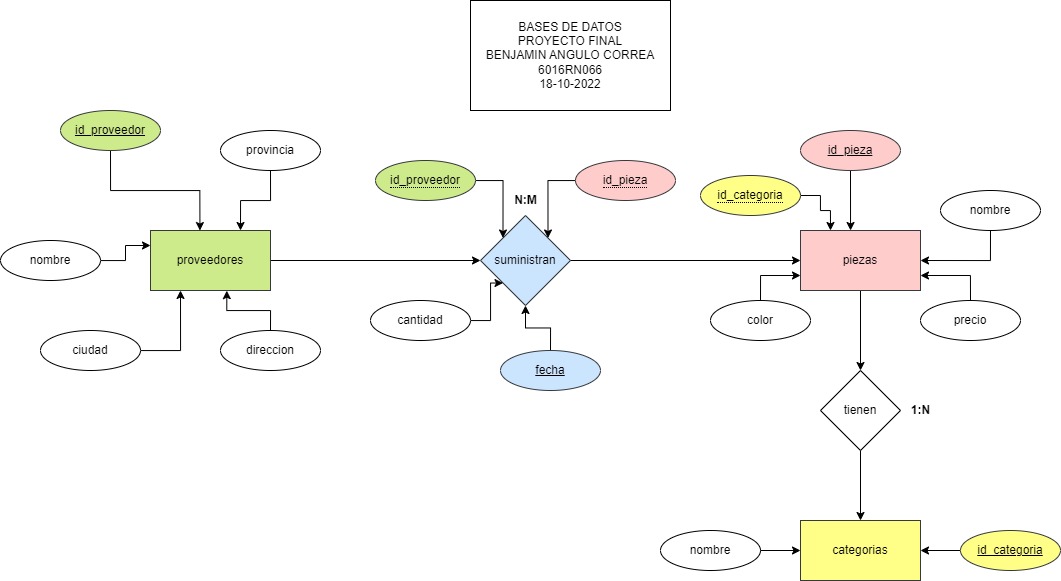 BASES DE DATOS
PROYECTO FINAL
BENJAMIN ANGULO CORREA
6016RN066
18-10-2022
id_proveedor
provincia
nombre
proveedores
ciudad
direccion
id_proveedor
id_pieza
N:M
suministran
cantidad
fecha
id_pieza
id_categoria
nombre
piezas
color
precio
tienen
1:N
nombre
categorias
id_categoria